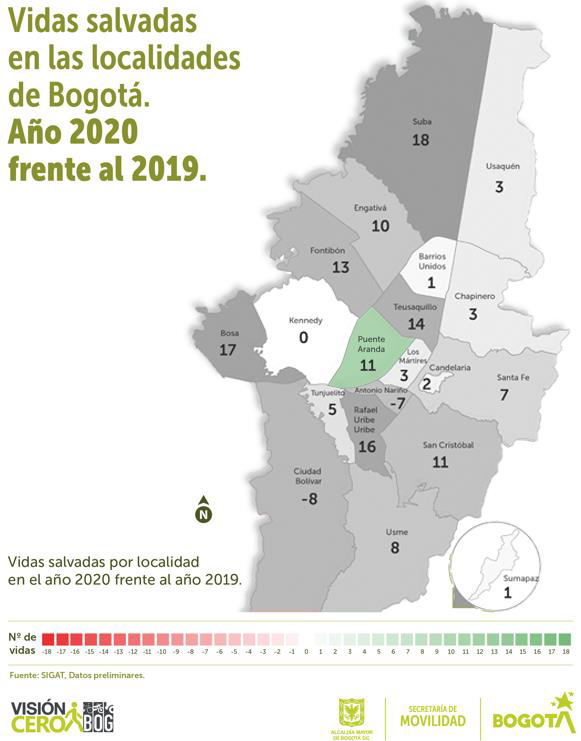 Vidas salvadas
en las localidades
de Bogotá.
Año 2020
frente al 2019.
Suba
18
Usaquén
3
Engativá
10
Fontibón
13
Barrios
Unidos
1
Chapinero
3
Teusaquillo
14
Bosa
17
Kennedy
0
Puente
Aranda
11
Los
Mártires
3
Candelaria
2
Santa Fe
7
Tunjuelito
5
Antonio Nariño
-7
Rafael
Uribe
Uribe
16
San Cristóbal
11
Ciudad
Bolívar
-8
Usme
8
Sumapaz
1
N
Vidas salvadas por localidad
en el año 2020 frente al año 2019.
Nº de
vidas
-18 -17 -16 -15 -14 -13 -12 -11 -10 -9 -8 -7 -6 -5 -4 -3 -2 -1 0 1 2 3 4 5 6 7 8 9 10 11 12 13 14 15 16 17 18
Fuente: SIGAT, Datos preliminares.
VISIÓN
CERO
BOG
ALCALDÍA MAYOR
DE BOGOTÁ D.C.
SECRETARÍA DE
MOVILIDAD
BOGOTÁ